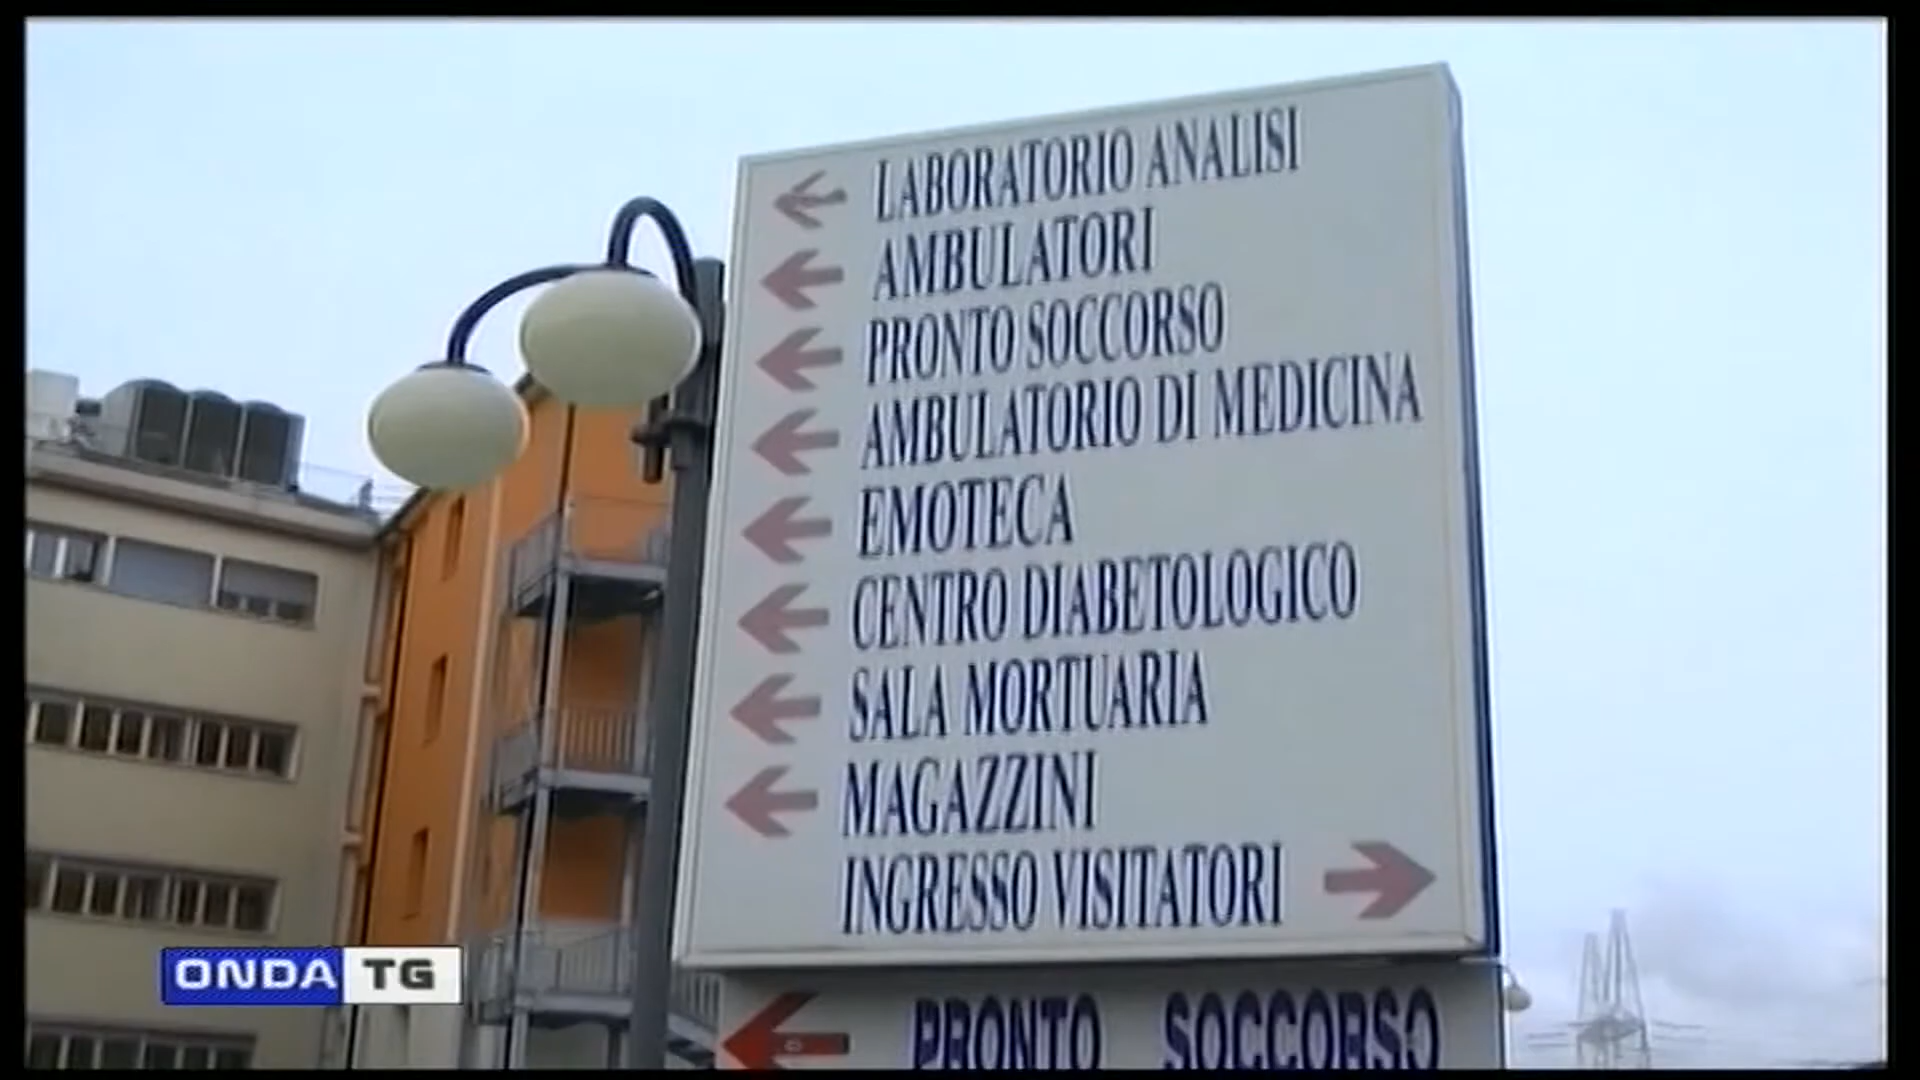 LABORATORIO ANALISI
AMBULATORI
PRONTO SOCCORSO
AMBULATORIO DI MEDICINA
EMOTECA
CENTRO DIABETOLOGICO
SALA MORTUARIA
MAGAZZINI
INGRESSO VISITATORI
PRONTO SOCCORSO
ONDA TG